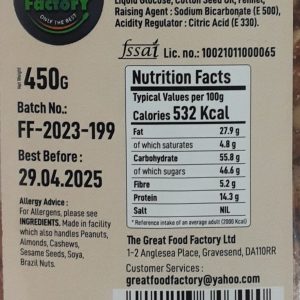 FACTORY
ONLY THE BEST
Liquid Glucose, Cotton Seed Oil, Fennel,
Raising Agent : Sodium Bicarbonate (E 500),
Acidity Regulator : Citric Acid (E 330).
fssai Lic. no.: 10021011000065
Net Weight
450G
Batch No.:
FF-2023-199
Best Before :
29.04.2025
Allergy Advice :
For Allergens, please see
INGREDIENTS. Made in facility
which also handles Peanuts,
Almonds, Cashews,
Sesame Seeds, Soya,
Brazil Nuts.
Nutrition Facts
Typical Values per 100g
Calories 532 Kcal
Fat 27.9 g
of which saturates 4.8 g
Carbohydrate 55.8 g
of which sugars 46.6 g
Fibre 5.2 g
Protein 14.3 g
Salt NIL
*Reference intake of an average adult (2000 Kcal)
The Great Food Factory Ltd
1-2 Anglesea Place, Gravesend, DA110RR
Customer Services :
greatfoodfactory@yahoo.com